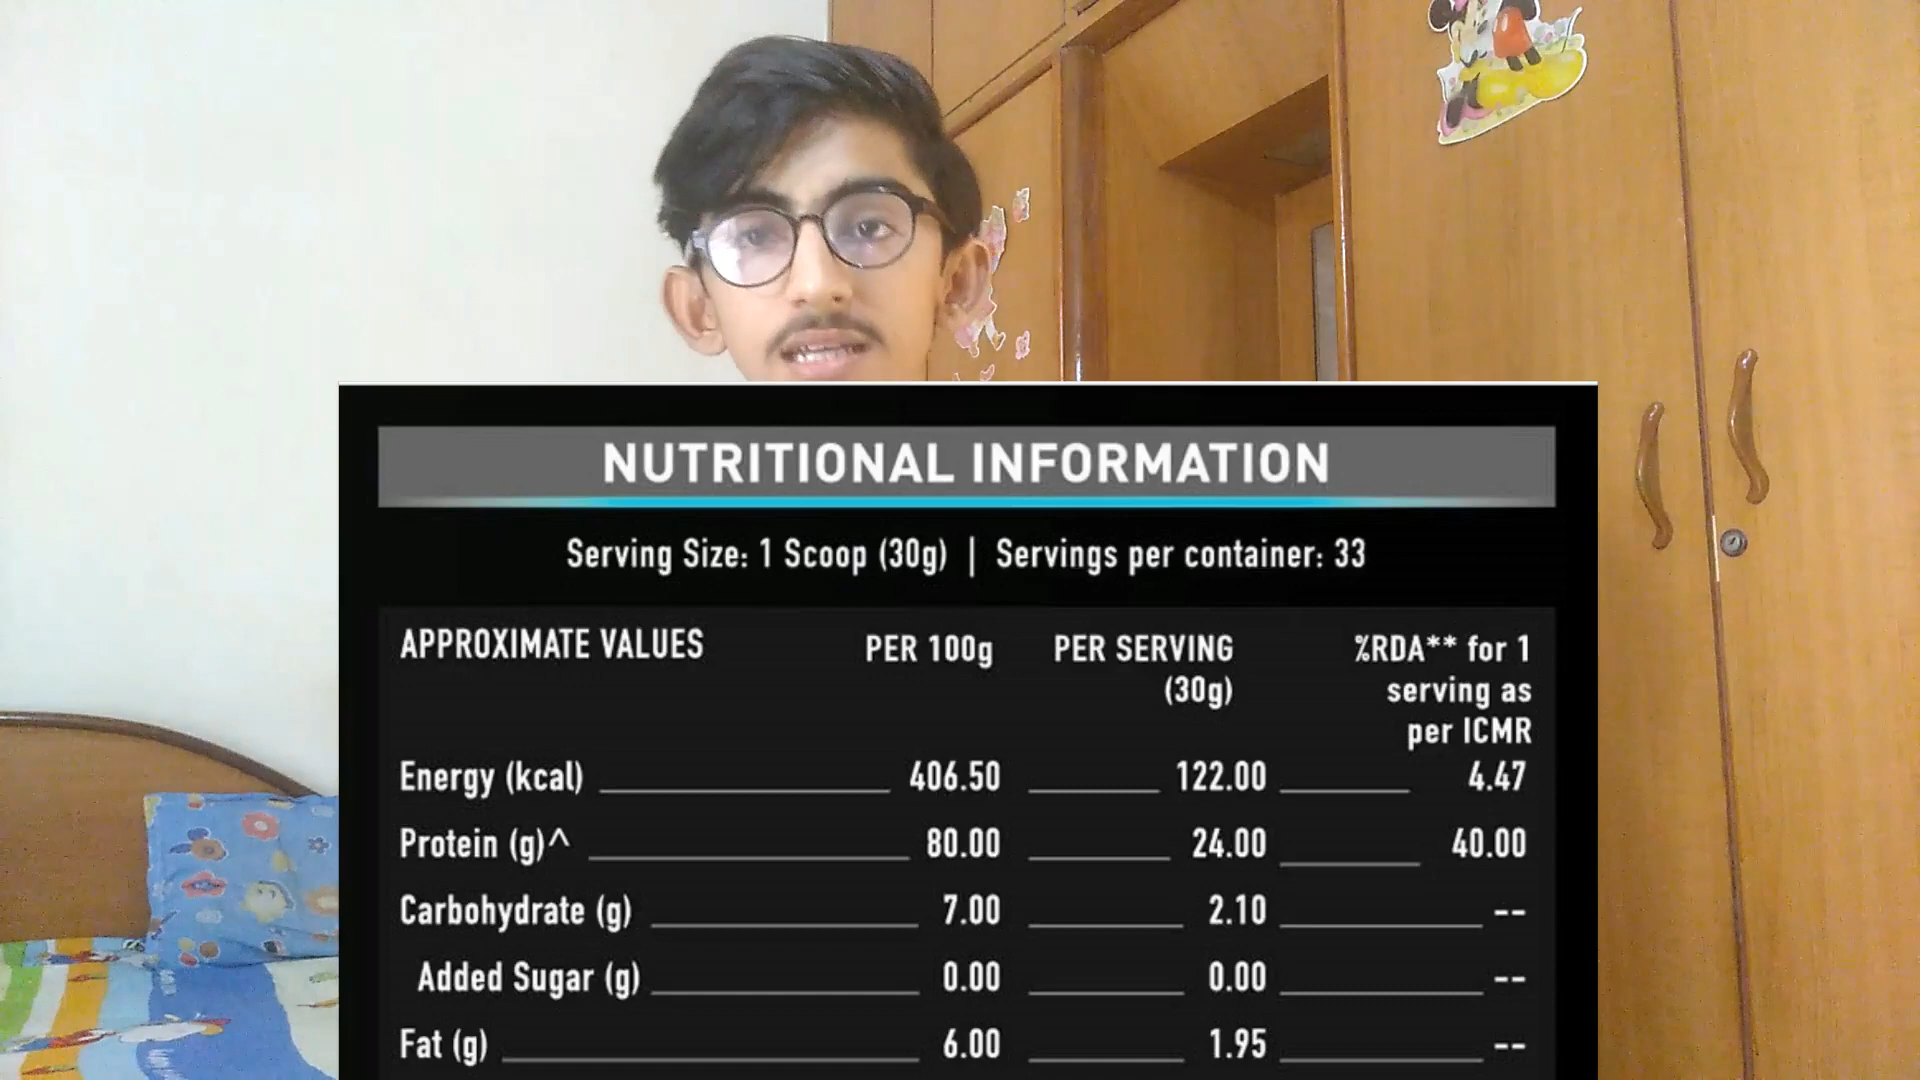 NUTRITIONAL INFORMATION
Serving Size: 1 Scoop (30g) | Servings per container: 33
APPROXIMATE VALUES PER 100g PER SERVING (30g) %RDA** for 1 serving as per ICMR
Energy (kcal) 406.50 122.00 4.47
Protein (g)^ 80.00 24.00 40.00
Carbohydrate (g) 7.00 2.10 --
Added Sugar (g) 0.00 0.00 --
Fat (g) 6.00 1.95 --